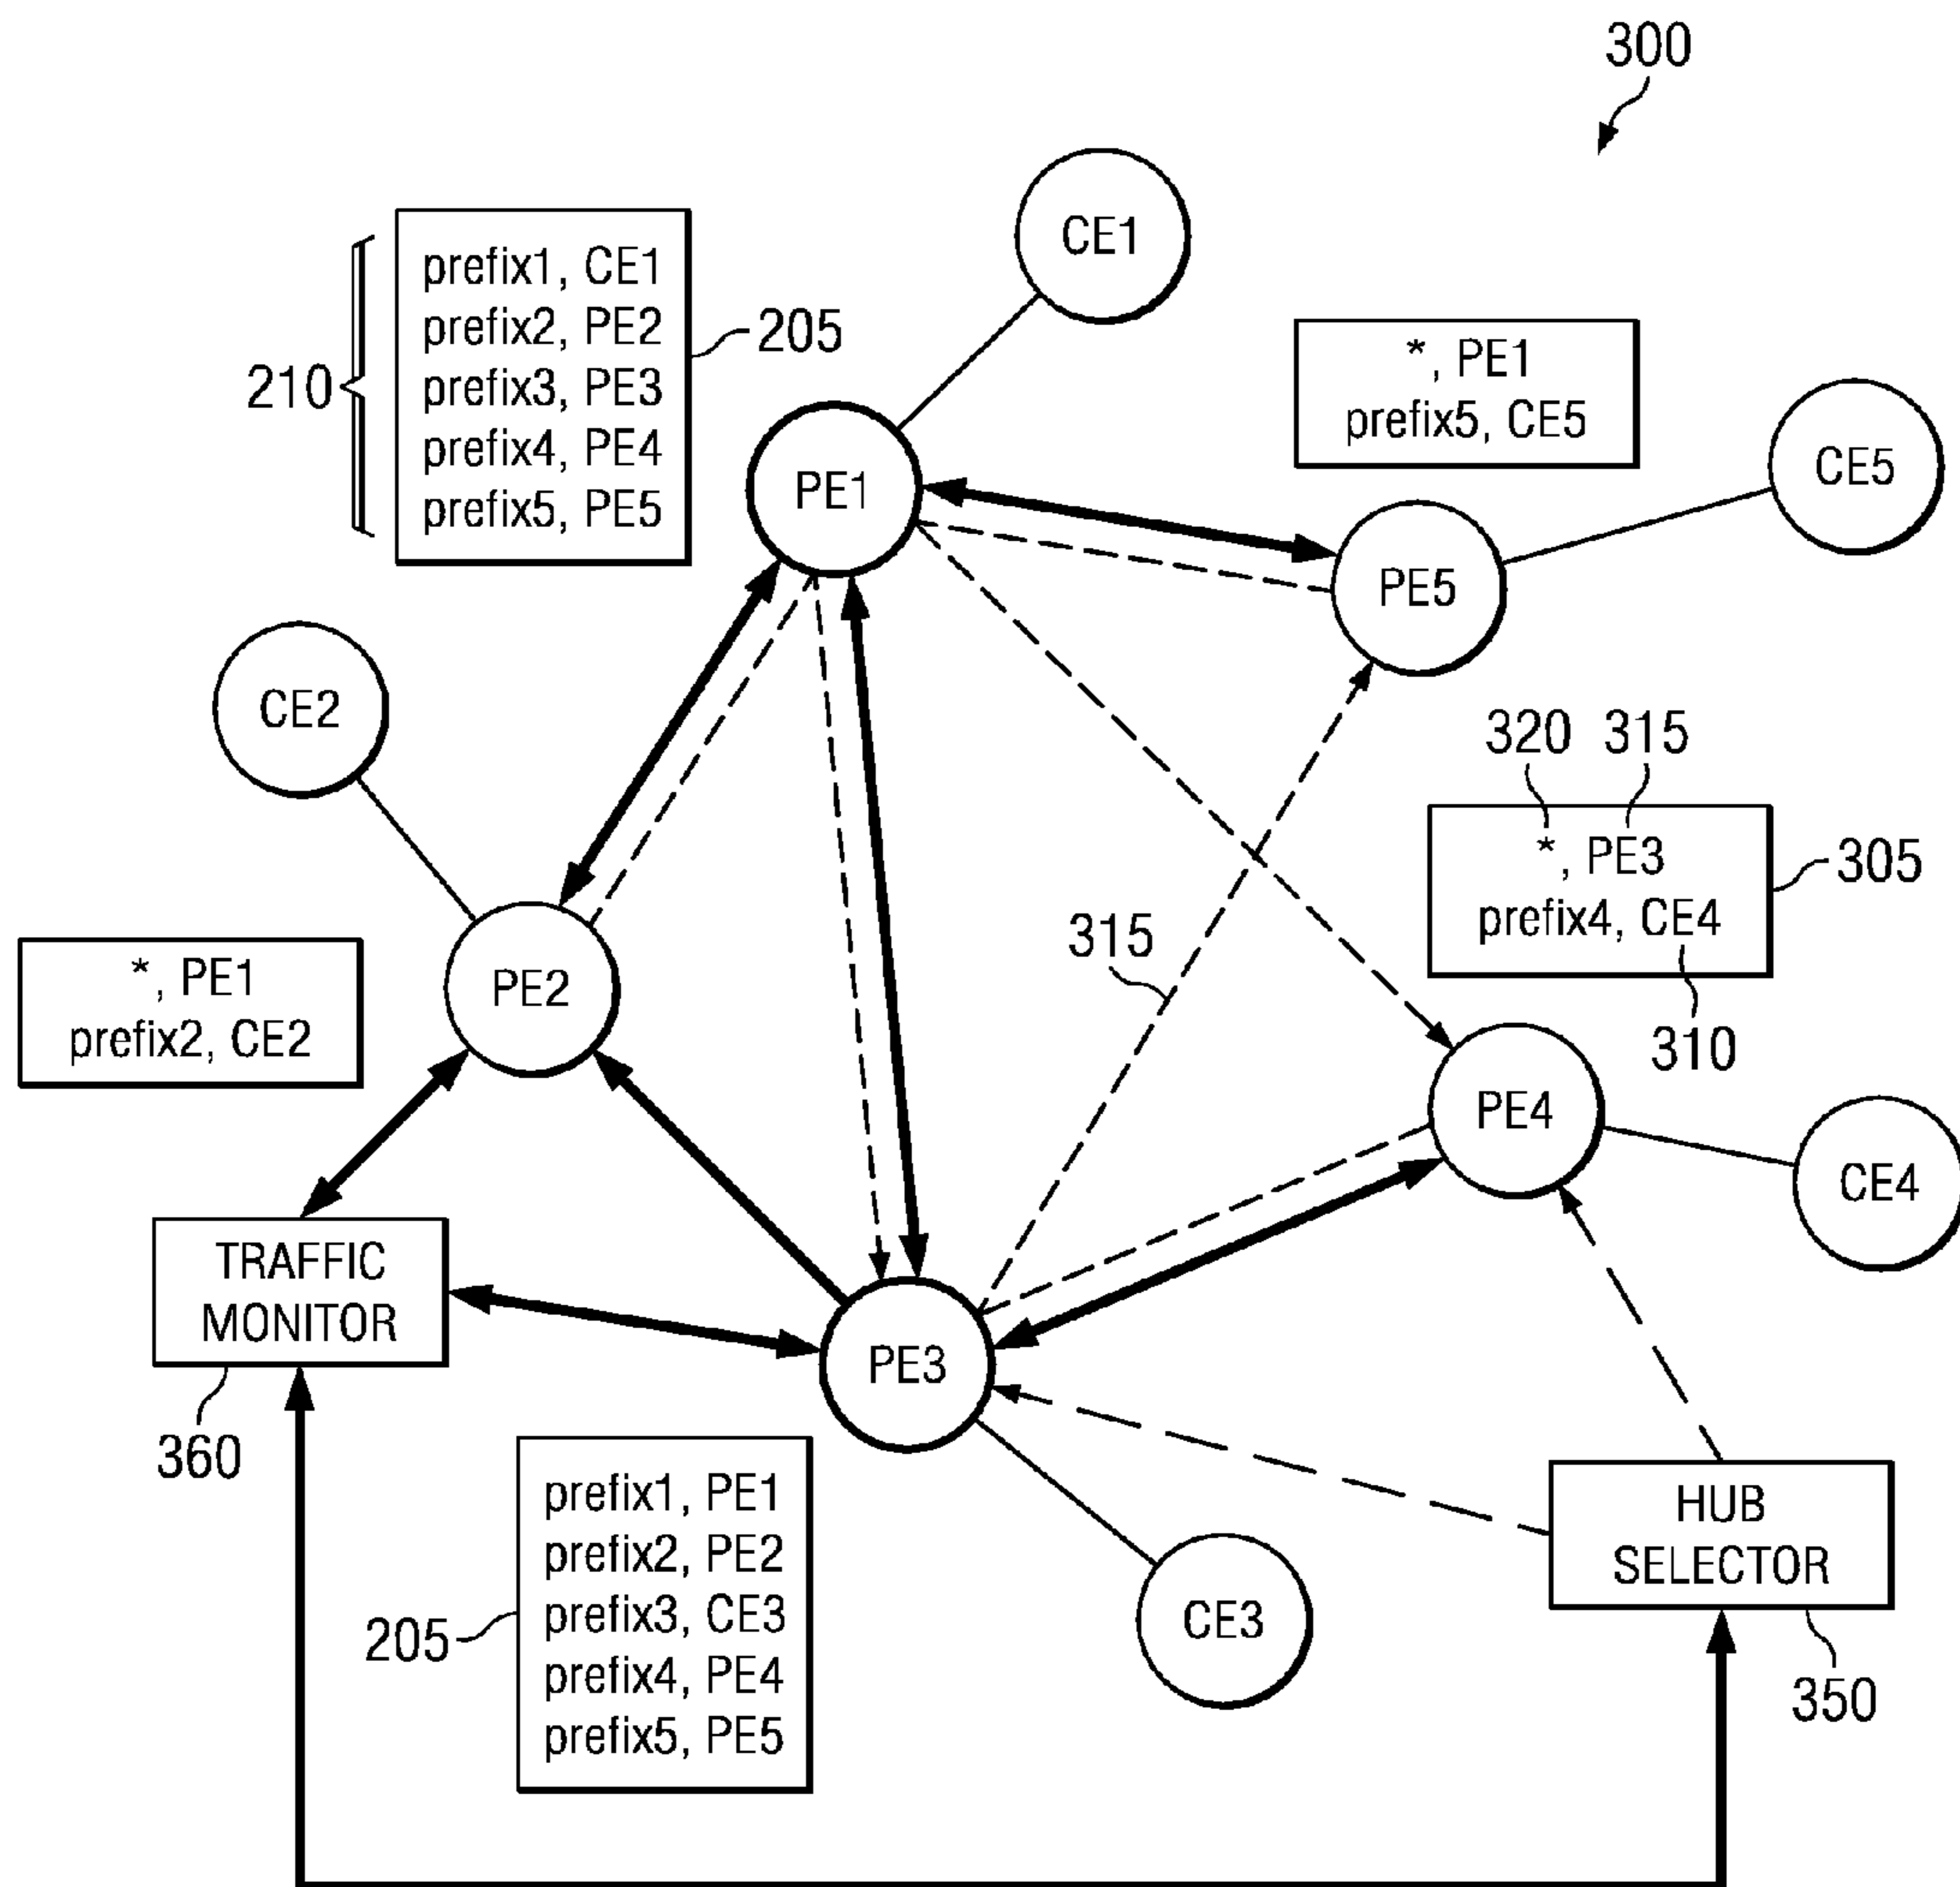 300
CE1
prefix1, CE1
prefix2, PE2
prefix3, PE3
prefix4, PE4
prefix5, PE5
205
210
*, PE1
prefix5, CE5
CE5
PE1
PE5
CE2
320 315
*, PE3
prefix4, CE4
305
310
315
PE2
*, PE1
prefix2, CE2
PE4
CE4
TRAFFIC
MONITOR
360
PE3
prefix1, PE1
prefix2, PE2
prefix3, CE3
prefix4, PE4
prefix5, PE5
205
CE3
HUB
SELECTOR
350